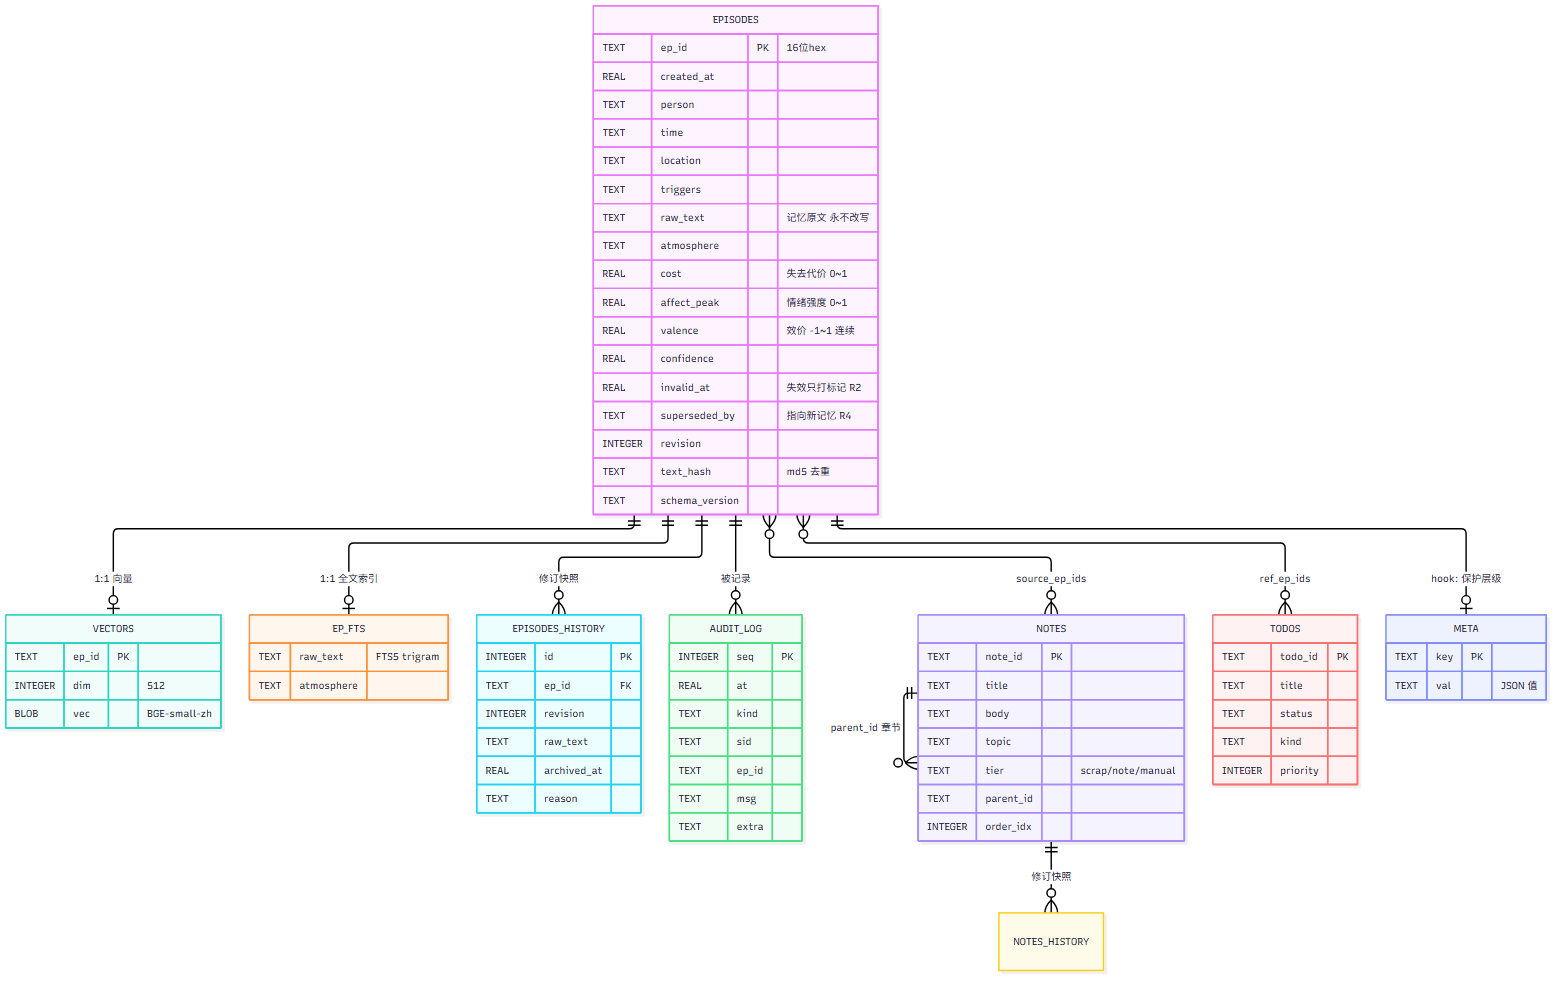 EPISODES
TEXT ep_id PK 16位hex
REAL created_at
TEXT person
TEXT time
TEXT location
TEXT triggers
TEXT raw_text 记忆原文 永不改写
TEXT atmosphere
REAL cost 失去代价 0~1
REAL affect_peak 情绪强度 0~1
REAL valence 效价 -1~1 连续
REAL confidence
REAL invalid_at 失效只打标记 R2
TEXT superseded_by 指向新记忆 R4
INTEGER revision
TEXT text_hash md5 去重
TEXT schema_version
1:1 向量
1:1 全文索引
修订快照
被记录
source_ep_ids
ref_ep_ids
hook: 保护层级
VECTORS
TEXT ep_id PK
INTEGER dim 512
BLOB vec BGE-small-zh
EP_FTS
TEXT raw_text FTS5 trigram
TEXT atmosphere
EPISODES_HISTORY
INTEGER id PK
TEXT ep_id FK
INTEGER revision
TEXT raw_text
REAL archived_at
TEXT reason
AUDIT_LOG
INTEGER seq PK
REAL at
TEXT kind
TEXT sid
TEXT ep_id
TEXT msg
TEXT extra
parent_id 章节
NOTES
TEXT note_id PK
TEXT title
TEXT body
TEXT topic
TEXT tier scrap/note/manual
TEXT parent_id
INTEGER order_idx
TODOS
TEXT todo_id PK
TEXT title
TEXT status
TEXT kind
INTEGER priority
META
TEXT key PK
TEXT val JSON 值
修订快照
NOTES_HISTORY